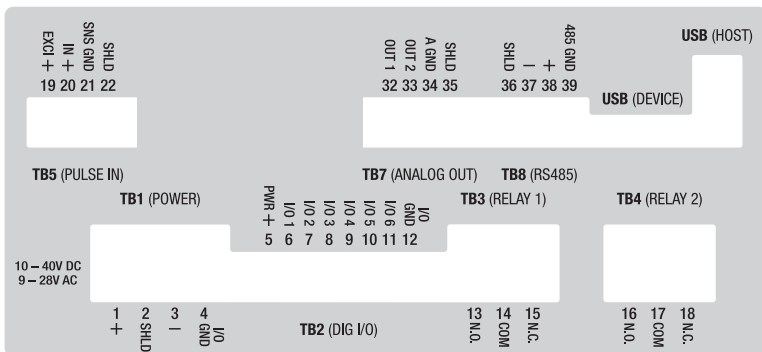 USB (HOST)
EXCI + IN + SNS GND SHLD
19 20 21 22
OUT 1 OUT 2 A GND SHLD
32 33 34 35
SHLD — + 485 GND
36 37 38 39
USB (DEVICE)
TB5 (PULSE IN)
TB7 (ANALOG OUT)
TB8 (RS485)
TB1 (POWER)
PWR + I/O 1 I/O 2 I/O 3 I/O 4 I/O 5 I/O 6 I/O GND
5 6 7 8 9 10 11 12
TB3 (RELAY 1)
TB4 (RELAY 2)
10 – 40V DC
9 – 28V AC
1 2 3 4
+ SHLD — I/O GND
TB2 (DIG I/O)
13 14 15
N.O. COM N.C.
16 17 18
N.O. COM N.C.